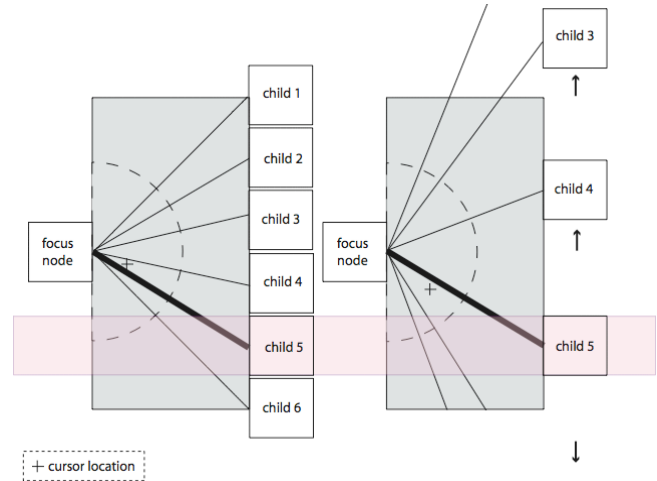 child 1
child 2
child 3
child 4
child 5
child 6
focus
node
child 3
child 4
child 5
focus
node
+ cursor location